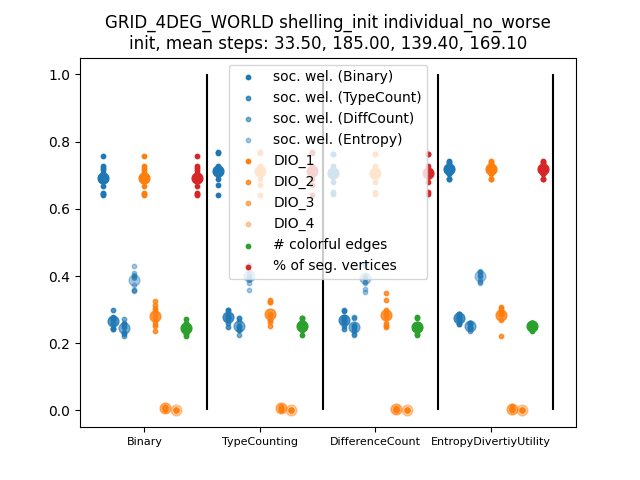 GRID_4DEG_WORLD shelling_init individual_no_worse
init, mean steps: 33.50, 185.00, 139.40, 169.10
1.0
0.8
0.6
0.4
0.2
0.0
soc. wel. (Binary)
soc. wel. (TypeCount)
soc. wel. (DiffCount)
soc. wel. (Entropy)
DIO_1
DIO_2
DIO_3
DIO_4
# colorful edges
% of seg. vertices
Binary
TypeCounting
DifferenceCount
EntropyDivertiyUtility